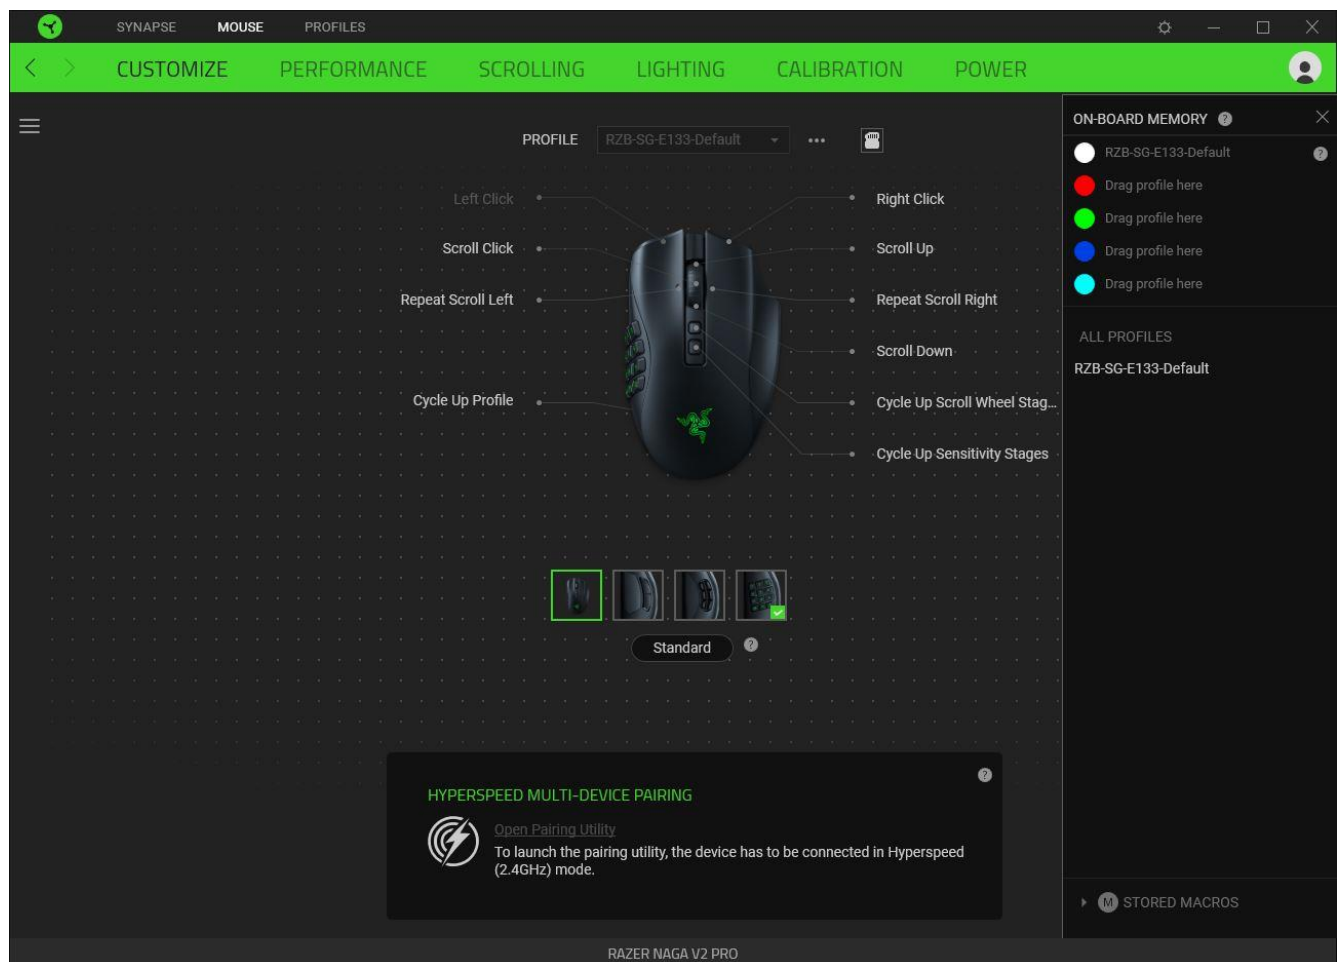 SYNAPSE MOUSE PROFILES
CUSTOMIZE PERFORMANCE SCROLLING LIGHTING CALIBRATION POWER
PROFILE RZB-SG-E133-Default
Left Click
Right Click
Scroll Click
Scroll Up
Repeat Scroll Left
Repeat Scroll Right
Scroll Down
Cycle Up Profile
Cycle Up Scroll Wheel Stag...
Cycle Up Sensitivity Stages
Standard ?
?
HYPERSPEED MULTI-DEVICE PAIRING
Open Pairing Utility
To launch the pairing utility, the device has to be connected in Hyperspeed
(2.4GHz) mode.
ON-BOARD MEMORY ?
RZB-SG-E133-Default ?
Drag profile here
Drag profile here
Drag profile here
Drag profile here
ALL PROFILES
RZB-SG-E133-Default
M STORED MACROS
RAZER NAGA V2 PRO